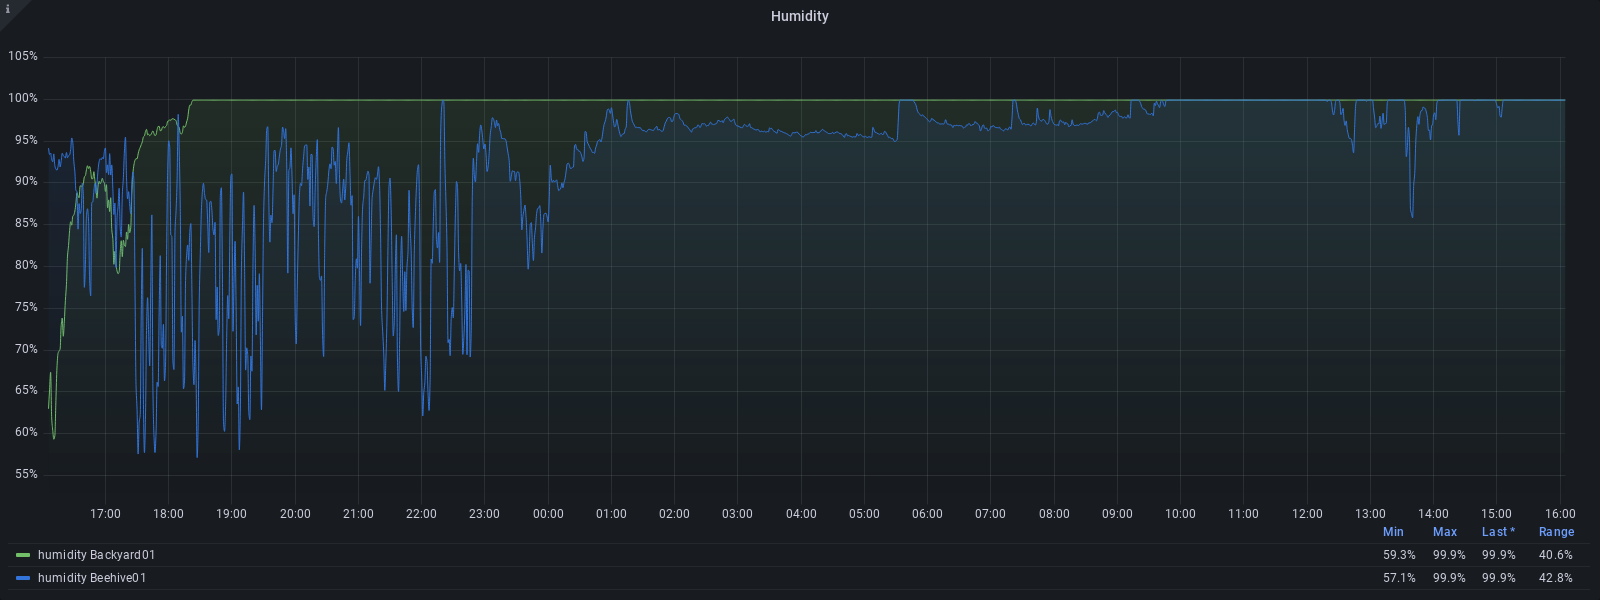 i
Humidity
105%
100%
95%
90%
85%
80%
75%
70%
65%
60%
55%
17:00 18:00 19:00 20:00 21:00 22:00 23:00 00:00 01:00 02:00 03:00 04:00 05:00 06:00 07:00 08:00 09:00 10:00 11:00 12:00 13:00 14:00 15:00 16:00
Min Max Last * Range
humidity Backyard01 59.3% 99.9% 99.9% 40.6%
humidity Beehive01 57.1% 99.9% 99.9% 42.8%